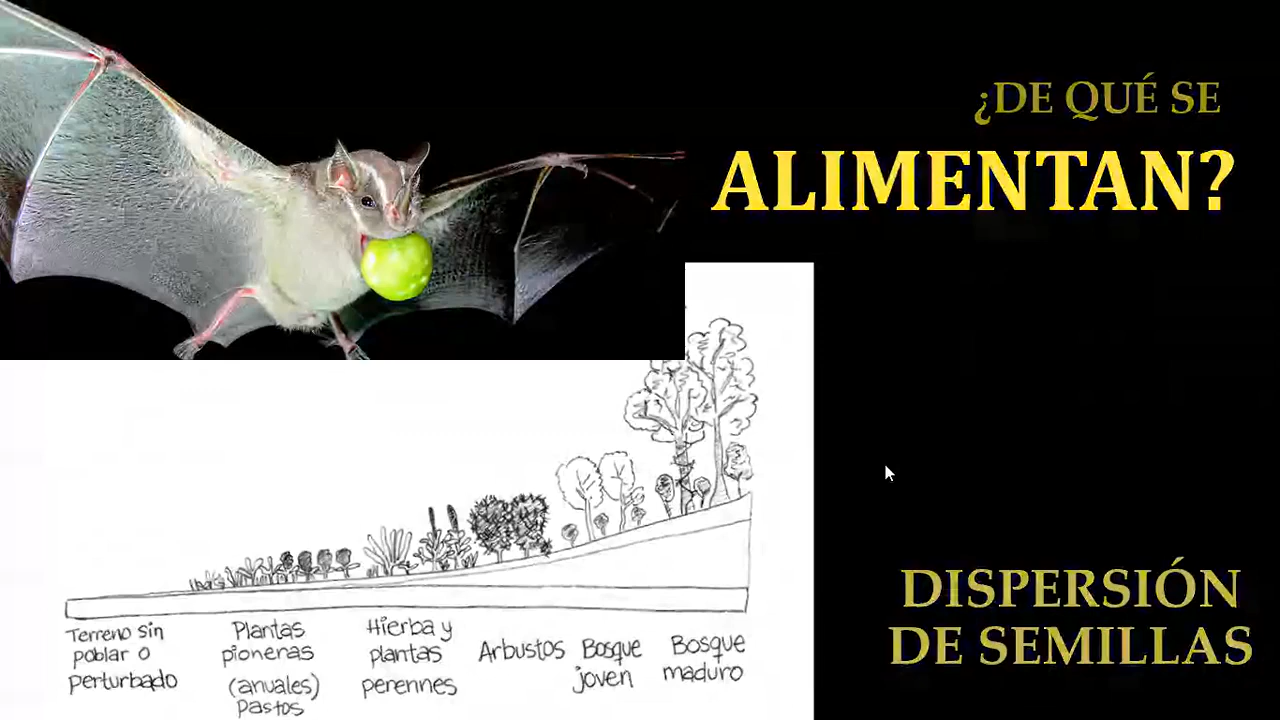 ¿DE QUÉ SE
ALIMENTAN?
Terreno sin
poblar o
perturbado
Plantas
pioneras
(anuales)
Pastos
Hierba y
plantas
perennes
Arbustos
Bosque
joven
Bosque
maduro
DISPERSIÓN
DE SEMILLAS